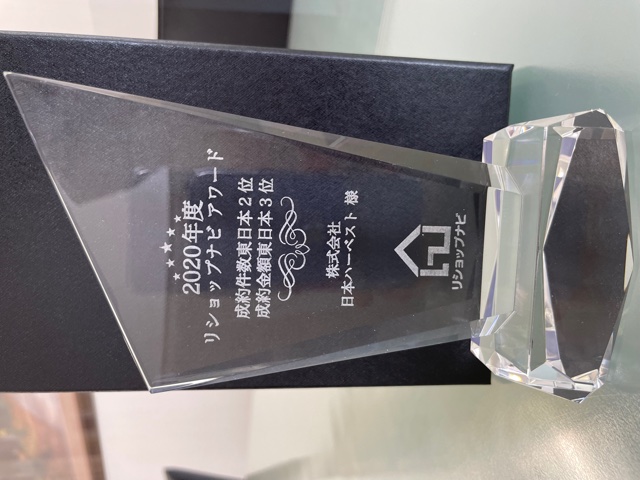 2020年度
リショップナビ アワード
成約件数東日本２位
成約金額東日本３位
株式会社
日本ハーベスト 様
リショップナビ